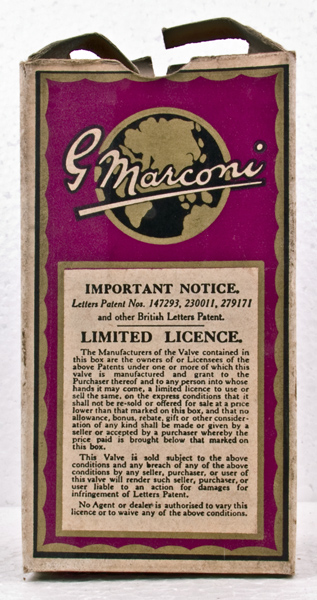 G Marconi
IMPORTANT NOTICE.
Letters Patent Nos. 147293, 230011, 279171
and other British Letters Patent.
LIMITED LICENCE.
The Manufacturers of the Valve contained in
this box are the owners of or Licensees of the
above Patents under one or more of which this
valve is manufactured and grant to the
Purchaser thereof and to any person into whose
hands it may come, a limited licence to use or
sell the same, on the express conditions that it
shall not be re-sold or offered for sale at a price
lower than that marked on this box, and that no
allowance, bonus, rebate, gift or other consider-
ation of any kind shall be made or given by a
seller or accepted by a purchaser whereby the
price paid is brought below that marked on
this box.
This Valve is sold subject to the above
conditions and any breach of any of the above
conditions by any seller, purchaser, or user of
this valve will render such seller, purchaser, or
user liable to an action for damages for
infringement of Letters Patent.
No Agent or dealer is authorised to vary this
licence or to waive any of the above conditions.